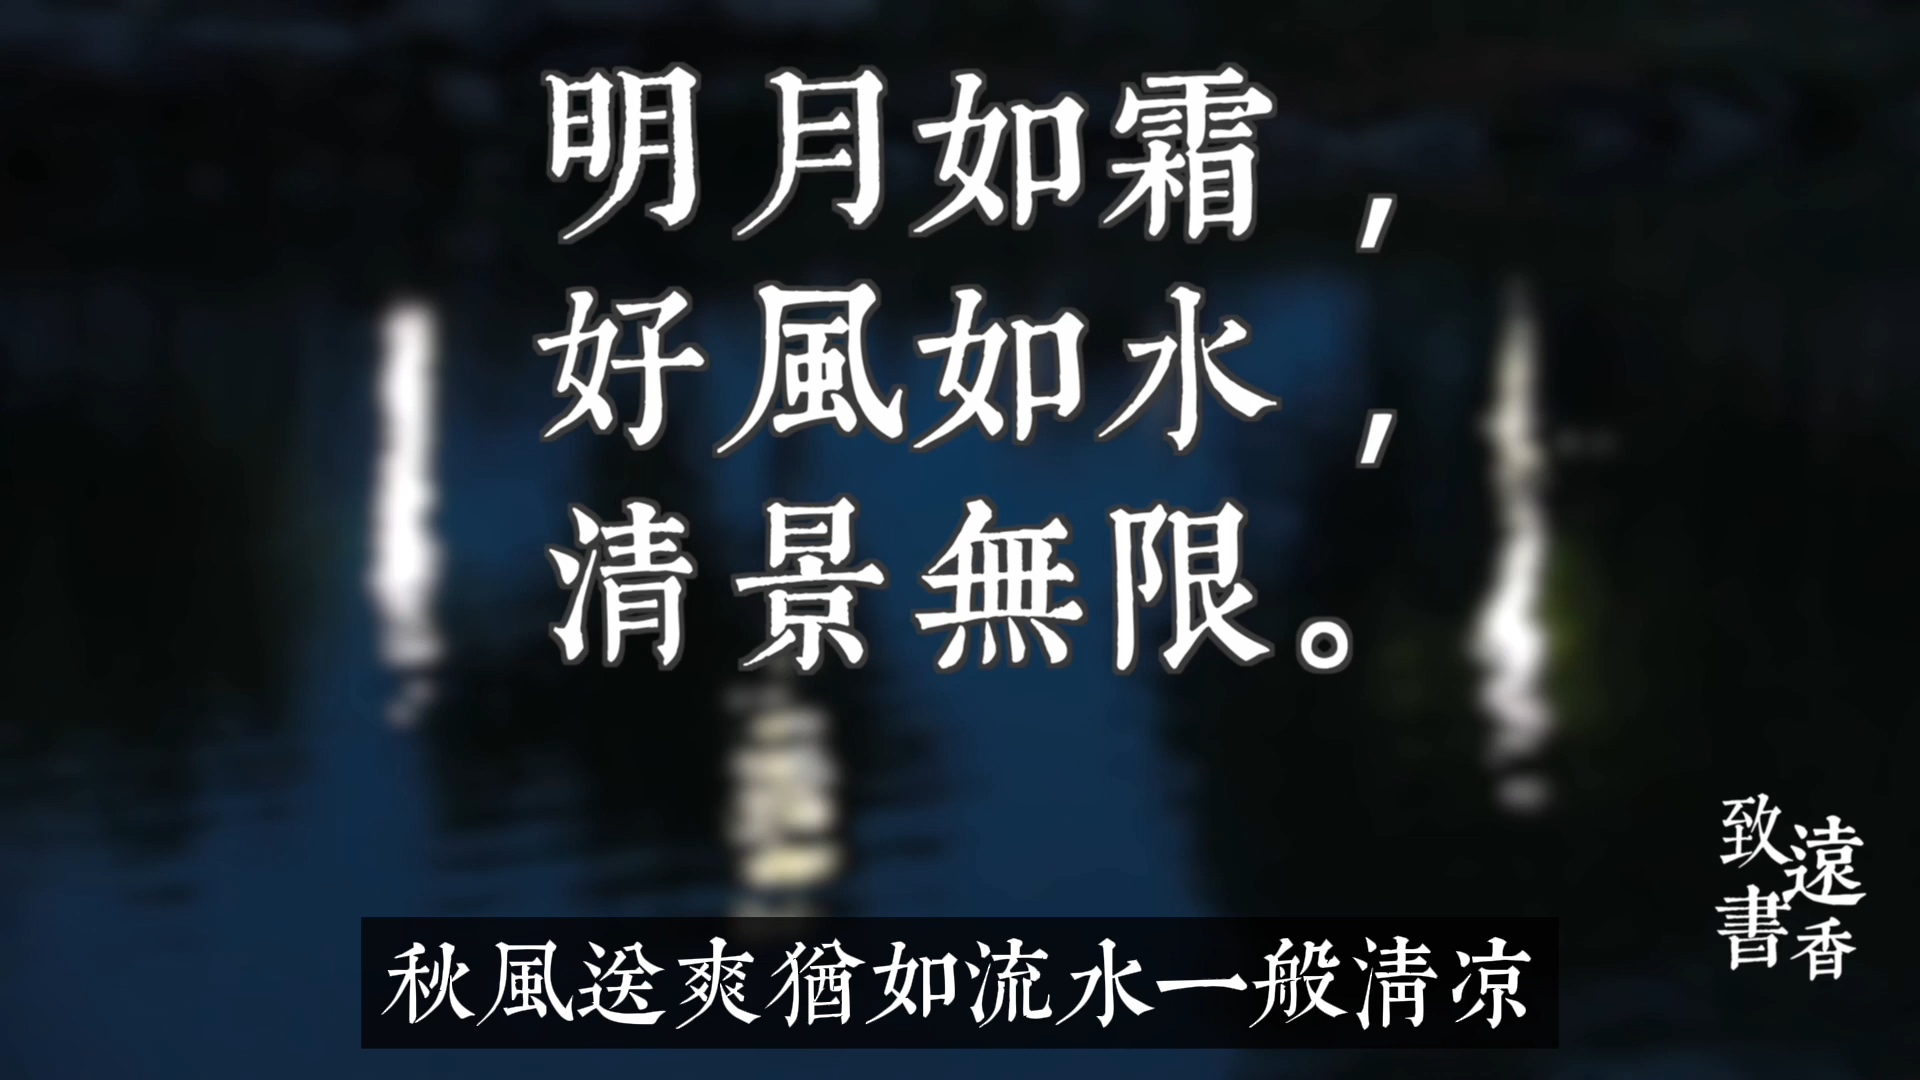 明月如霜，
好風如水，
清景無限。
致遠
書香
秋風送爽猶如流水一般清凉